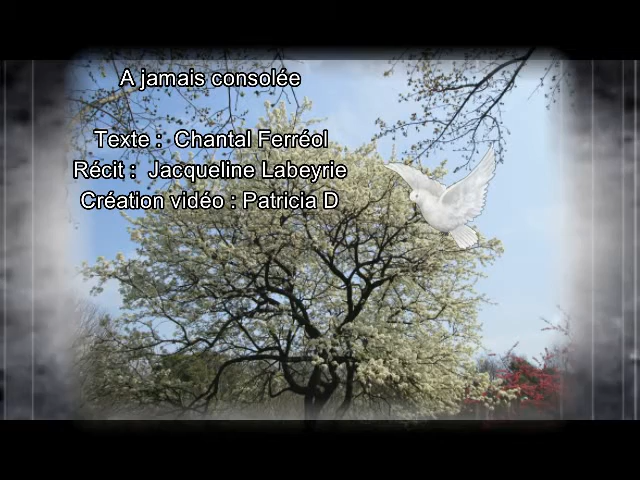 A jamais consolée
Texte : Chantal Ferréol
Récit : Jacqueline Labeyrie
Création vidéo : Patricia D